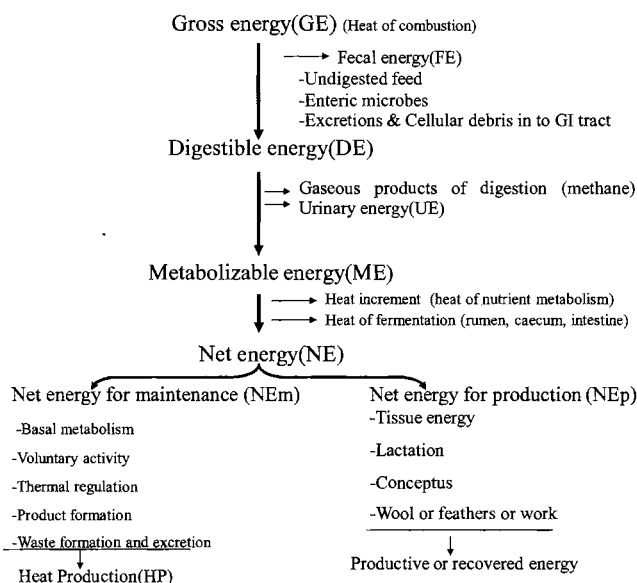 Gross energy(GE) (Heat of combustion)
Fecal energy(FE)
-Undigested feed
-Enteric microbes
-Excretions & Cellular debris in to GI tract
Digestible energy(DE)
Gaseous products of digestion (methane)
Urinary energy(UE)
Metabolizable energy(ME)
Heat increment (heat of nutrient metabolism)
Heat of fermentation (rumen, caecum, intestine)
Net energy(NE)
Net energy for maintenance (NEm)
-Basal metabolism
-Voluntary activity
-Thermal regulation
-Product formation
-Waste formation and excretion
Heat Production(HP)
Net energy for production (NEp)
-Tissue energy
-Lactation
-Conceptus
-Wool or feathers or work
Productive or recovered energy